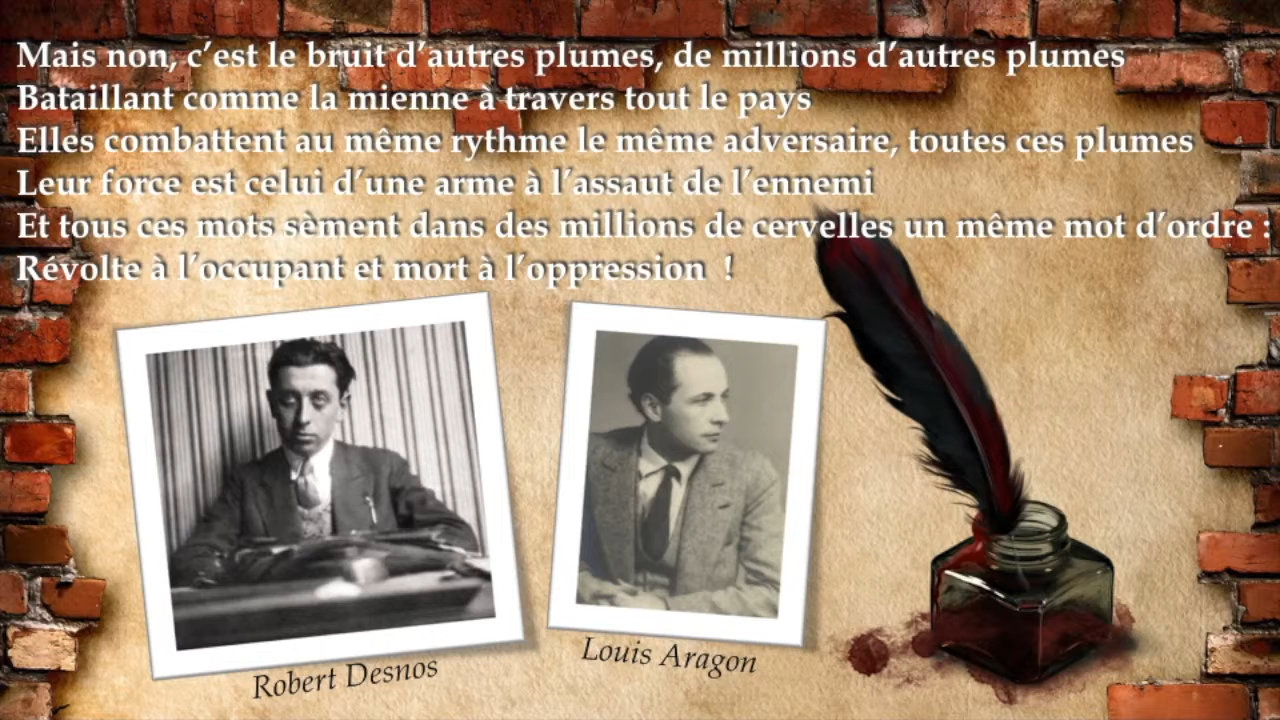 Mais non, c’est le bruit d’autres plumes, de millions d’autres plumes
Bataillant comme la mienne à travers tout le pays
Elles combattent au même rythme le même adversaire, toutes ces plumes
Leur force est celui d’une arme à l’assaut de l’ennemi
Et tous ces mots sèment dans des millions de cervelles un même mot d’ordre :
Révolte à l’occupant et mort à l’oppression !
Robert Desnos
Louis Aragon